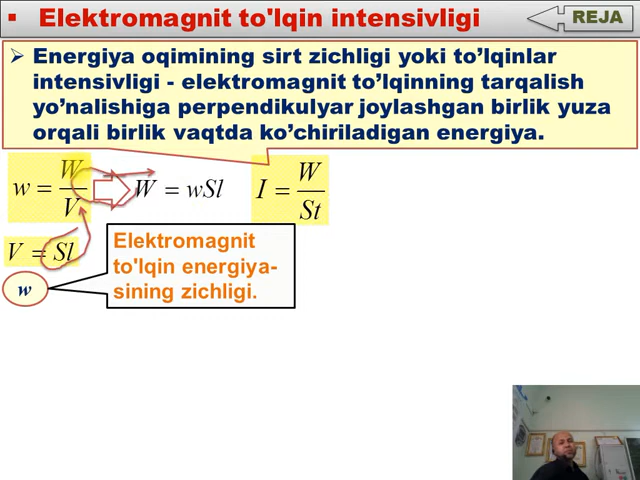 ▪ Elektromagnit to'lqin intensivligi
REJA
➢ Energiya oqimining sirt zichligi yoki to’lqinlar
intensivligi - elektromagnit to’lqinning tarqalish
yo’nalishiga perpendikulyar joylashgan birlik yuza
orqali birlik vaqtda ko’chiriladigan energiya.
w = W/V
W = wSl
I = W/St
V = Sl
w
Elektromagnit
to'lqin energiya-
sining zichligi.